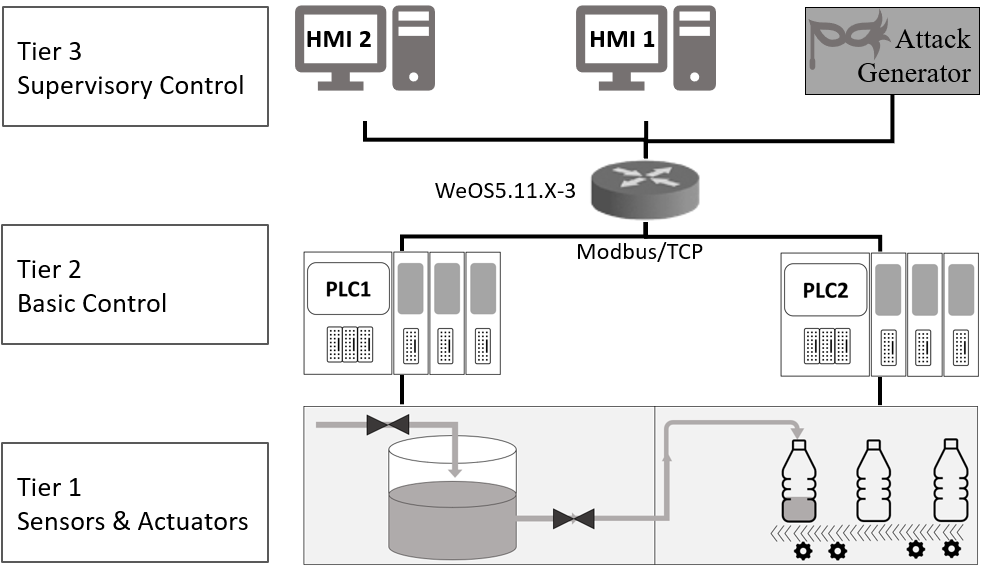 Tier 3
Supervisory Control
HMI 2
HMI 1
Attack
Generator
WeOS5.11.X-3
Modbus/TCP
Tier 2
Basic Control
PLC1
PLC2
Tier 1
Sensors & Actuators